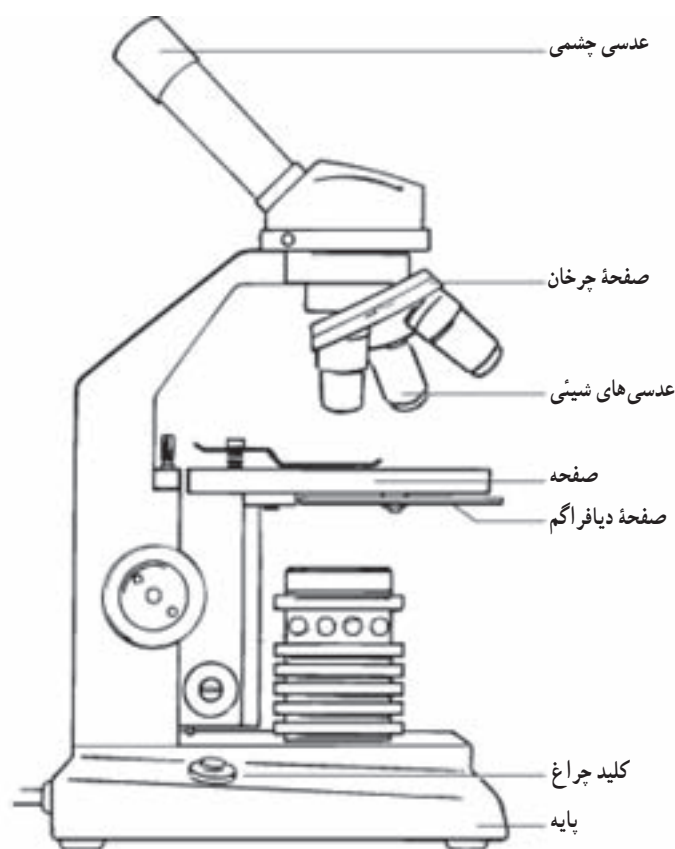 عدسی چشمی
صفحهٔ چرخان
عدسی‌های شیئی
صفحه
صفحهٔ دیافراگم
کلید چراغ
پایه